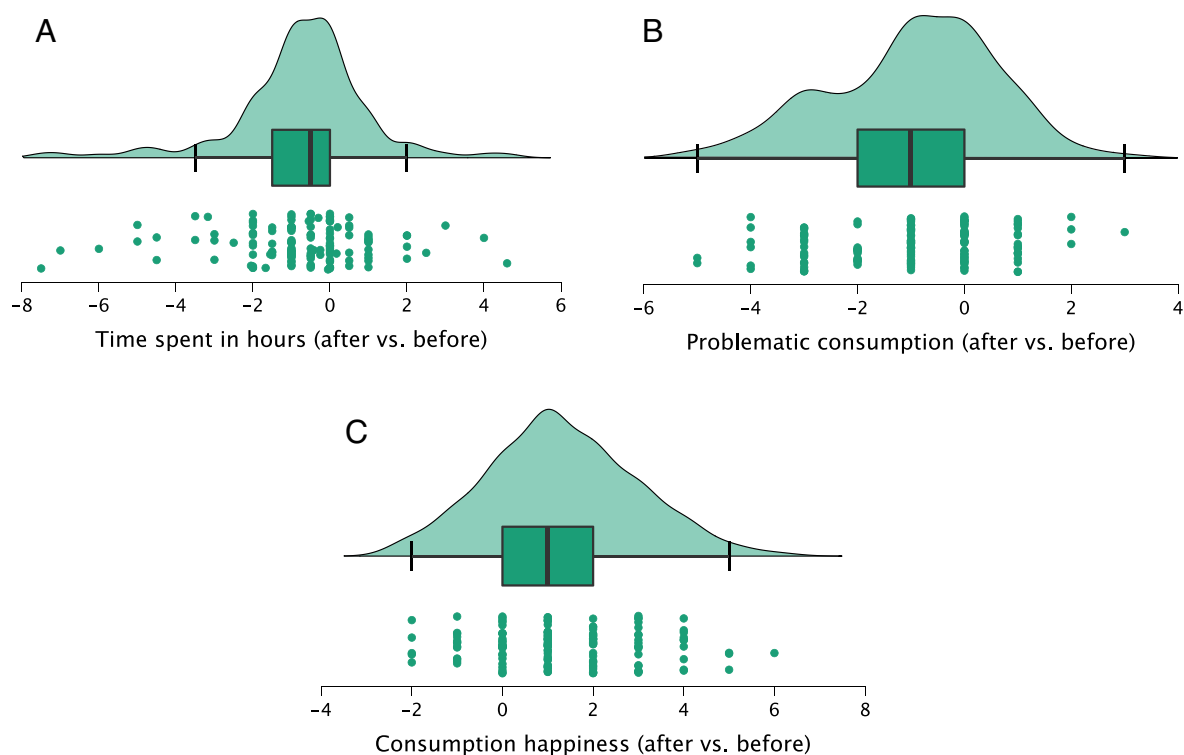 A
B
−8 −6 −4 −2 0 2 4 6
−6 −4 −2 0 2 4
Time spent in hours (after vs. before)
Problematic consumption (after vs. before)
C
−4 −2 0 2 4 6 8
Consumption happiness (after vs. before)